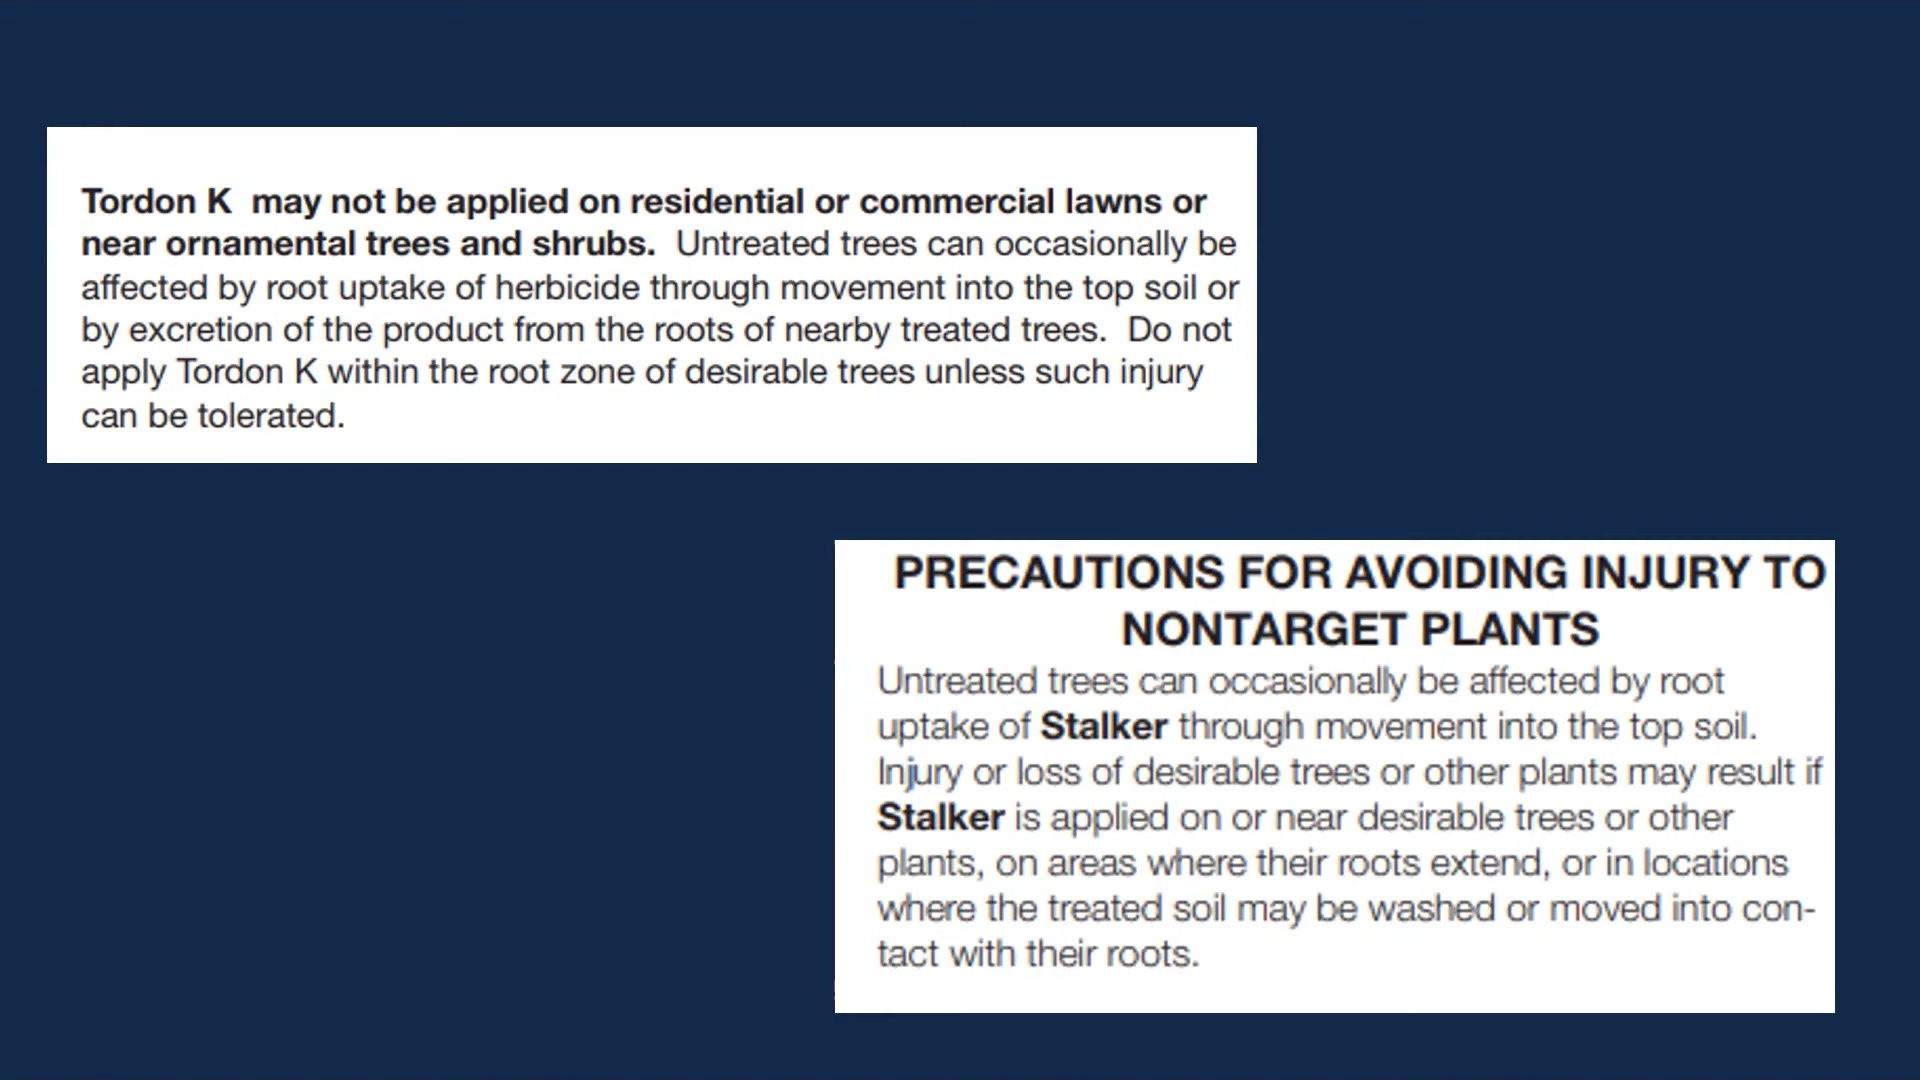 Tordon K may not be applied on residential or commercial lawns or
near ornamental trees and shrubs. Untreated trees can occasionally be
affected by root uptake of herbicide through movement into the top soil or
by excretion of the product from the roots of nearby treated trees. Do not
apply Tordon K within the root zone of desirable trees unless such injury
can be tolerated.
PRECAUTIONS FOR AVOIDING INJURY TO
NONTARGET PLANTS
Untreated trees can occasionally be affected by root
uptake of Stalker through movement into the top soil.
Injury or loss of desirable trees or other plants may result if
Stalker is applied on or near desirable trees or other
plants, on areas where their roots extend, or in locations
where the treated soil may be washed or moved into con-
tact with their roots.